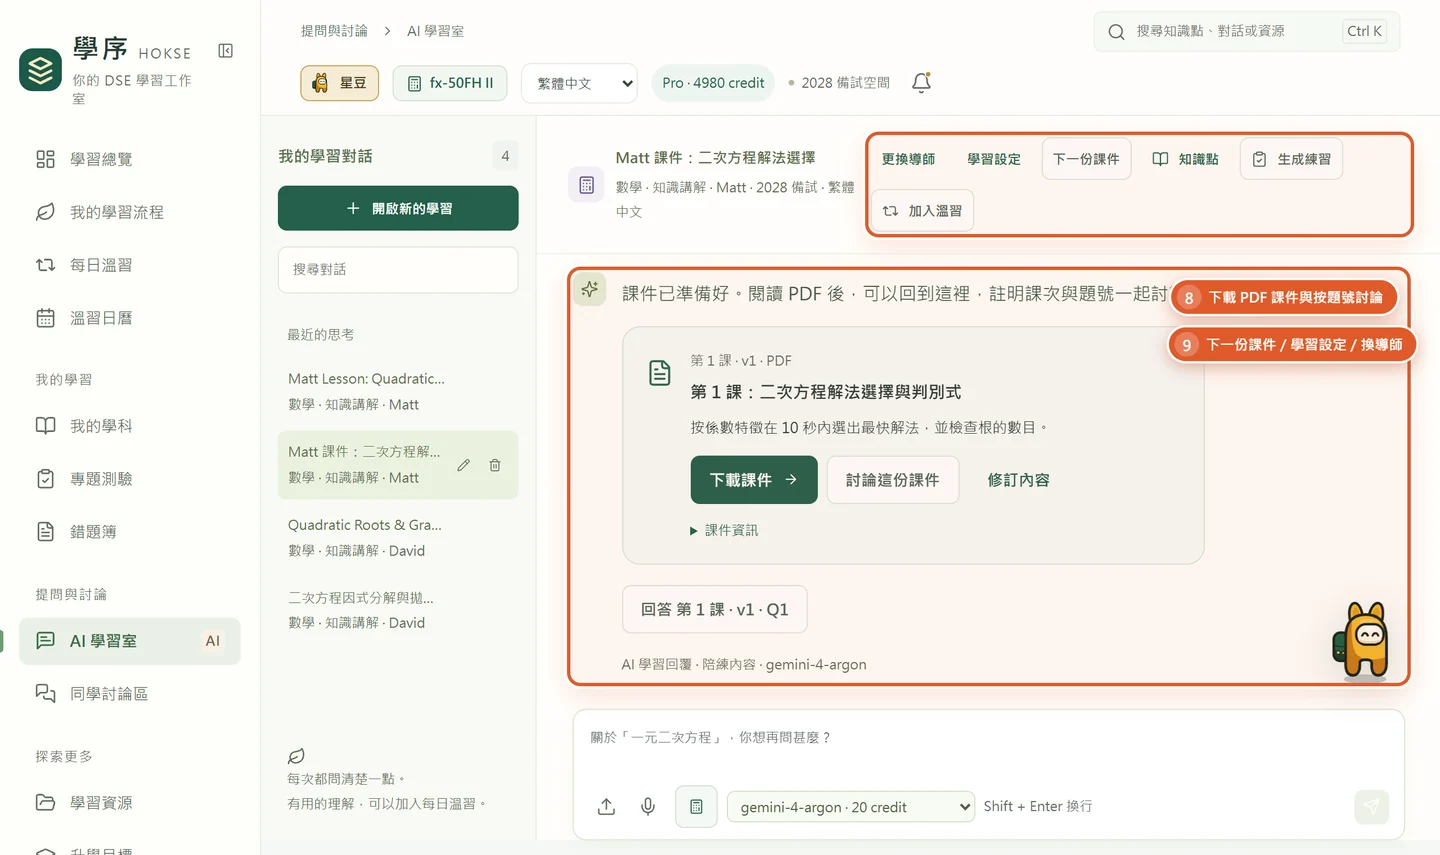 學序 HOKSE
你的 DSE 學習工作
室
學習總覽
我的學習流程
每日溫習
溫習日曆
我的學習
我的學科
專題測驗
錯題簿
提問與討論
AI 學習室 AI
同學討論區
探索更多
學習資源
升學目標
提問與討論 > AI 學習室
搜尋知識點、對話或資源 Ctrl K
星豆 fx-50FH II 繁體中文 Pro · 4980 credit 2028 備試空間
我的學習對話 4
+ 開啟新的學習
搜尋對話
最近的思考
Matt Lesson: Quadratic...
數學 · 知識講解 · Matt
Matt 課件：二次方程解...
數學 · 知識講解 · Matt
Quadratic Roots & Gra...
數學 · 知識講解 · David
二次方程因式分解與拋...
數學 · 知識講解 · David
每次都問清楚一點。
有用的理解，可以加入每日溫習。
Matt 課件：二次方程解法選擇
數學 · 知識講解 · Matt · 2028 備試 · 繁體
中文
更換導師 學習設定 下一份課件 知識點 生成練習
加入溫習
課件已準備好。閱讀 PDF 後，可以回到這裡，註明課次與題號一起討
8 下載 PDF 課件與按題號討論
9 下一份課件 / 學習設定 / 換導師
第 1 課 · v1 · PDF
第 1 課：二次方程解法選擇與判別式
按係數特徵在 10 秒內選出最快解法，並檢查根的數目。
下載課件 → 討論這份課件 修訂內容
▶ 課件資訊
回答 第 1 課 · v1 · Q1
AI 學習回覆 · 陪練內容 · gemini-4-argon
關於「一元二次方程」，你想再問甚麼？
gemini-4-argon · 20 credit Shift + Enter 換行